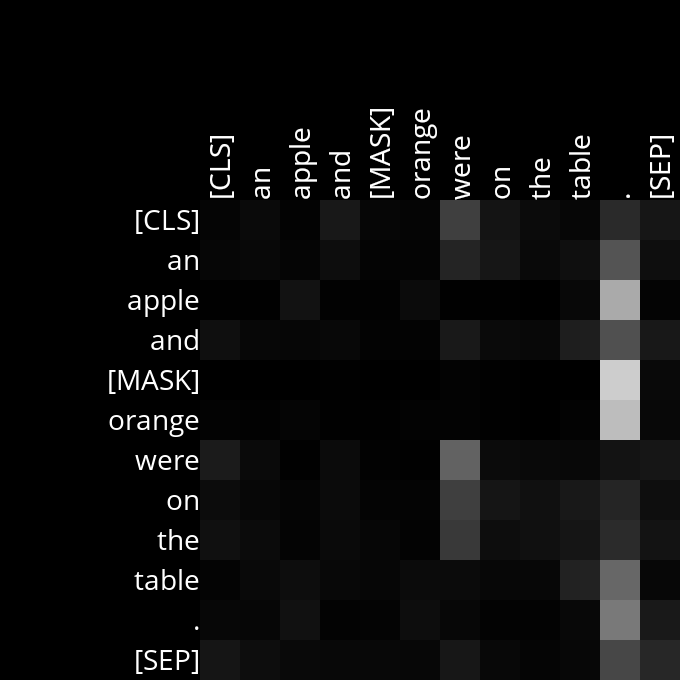 [CLS] an apple and [MASK] orange were on the table . [SEP]
[CLS]
an
apple
and
[MASK]
orange
were
on
the
table
.
[SEP]